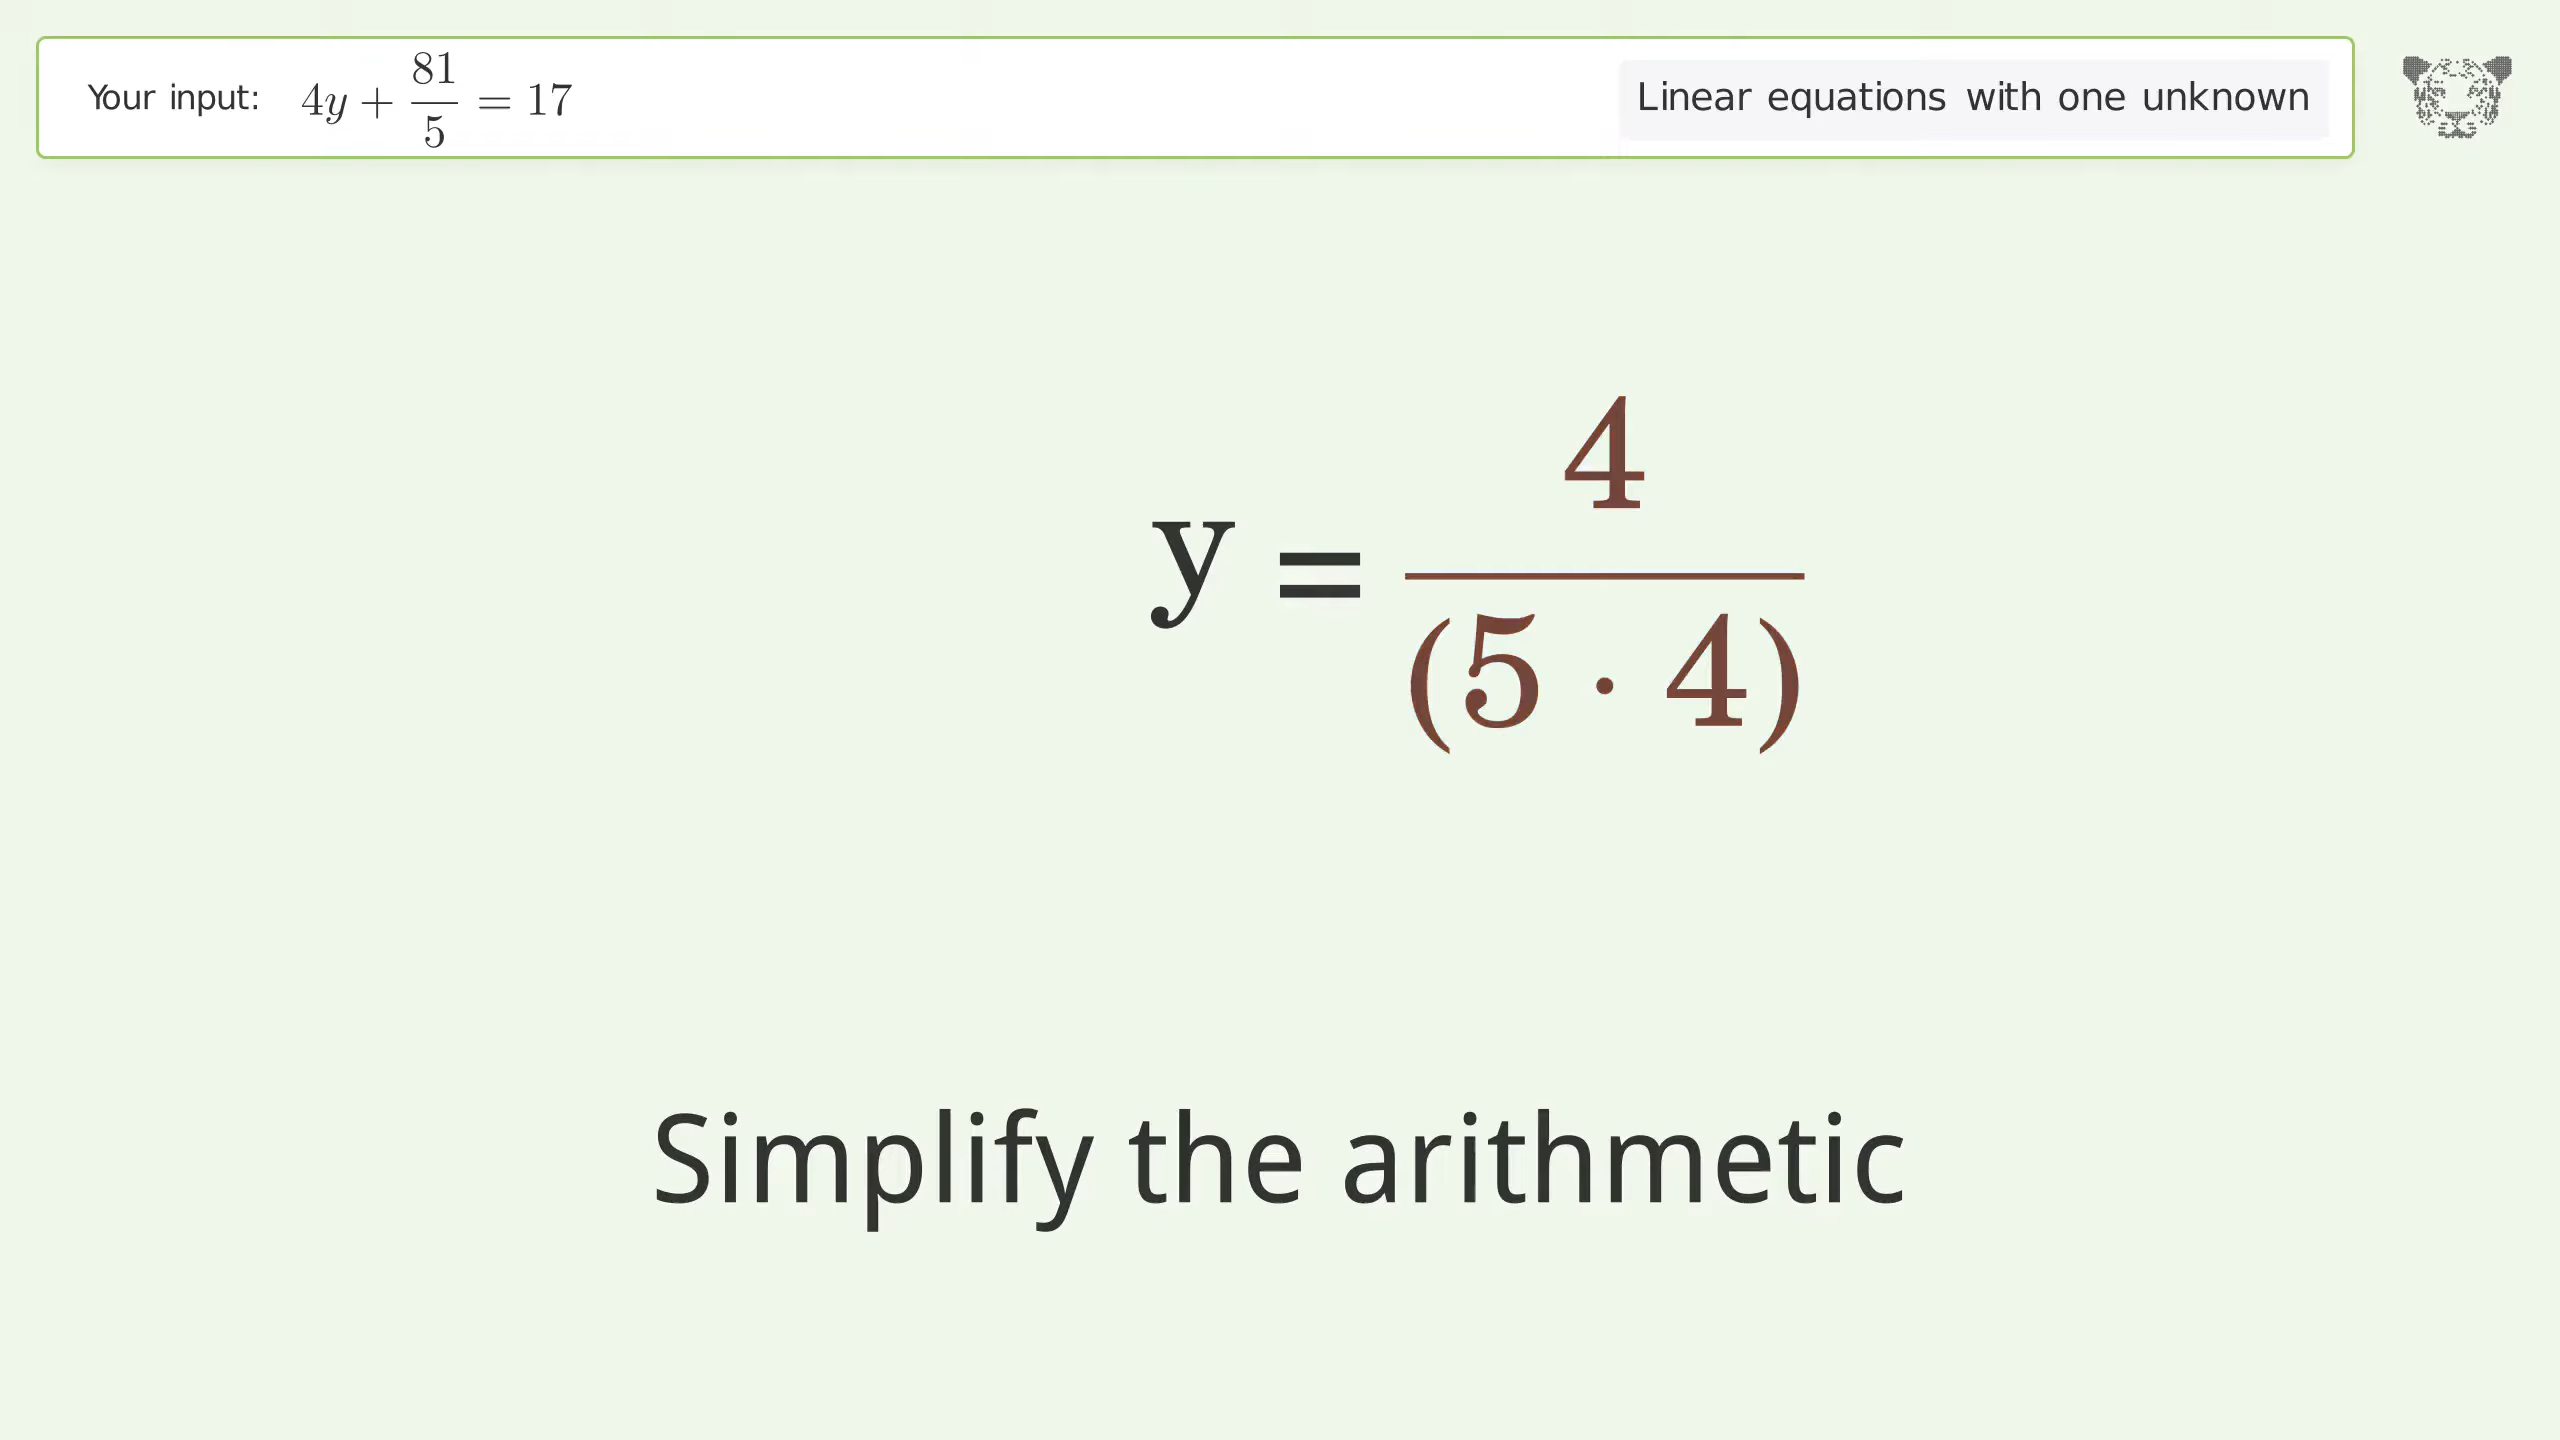 Your input: 4y + 81/5 = 17
Linear equations with one unknown
y = 4/(5 · 4)
Simplify the arithmetic